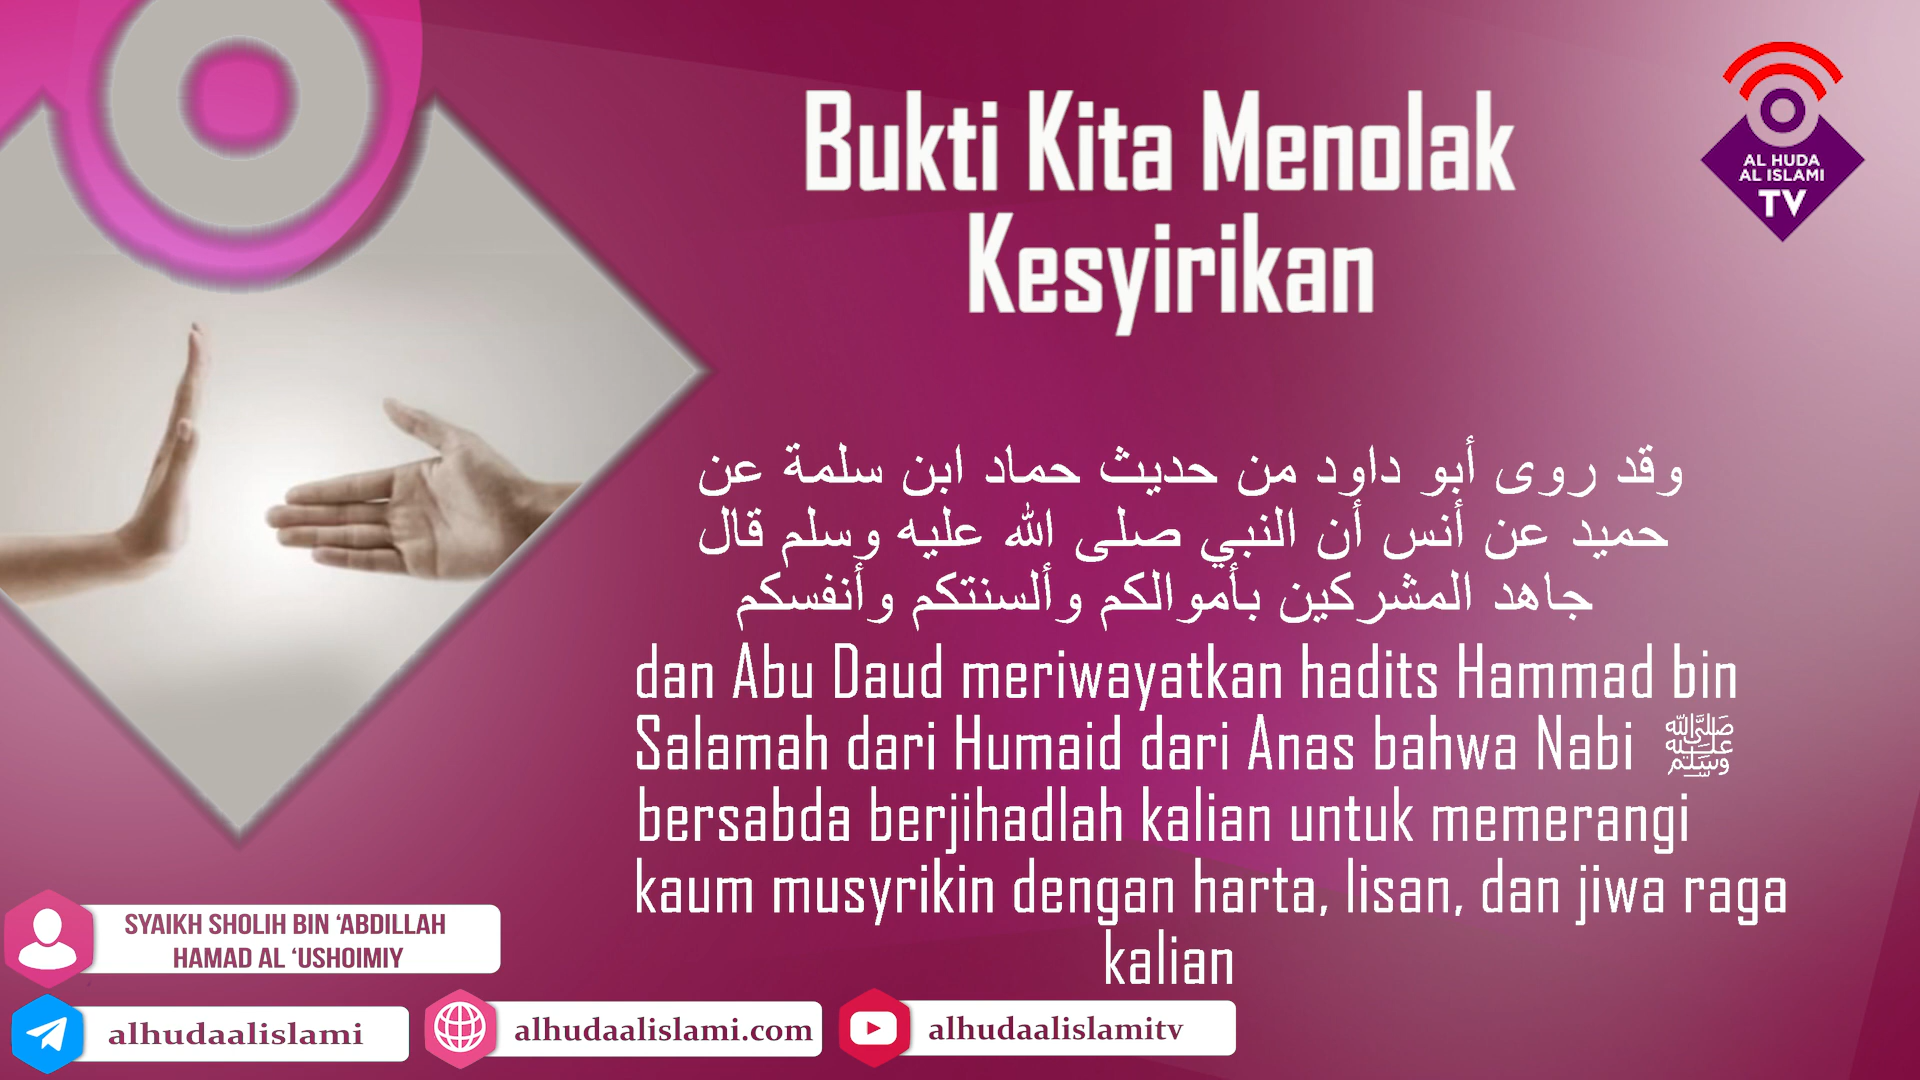 Bukti Kita Menolak
Kesyirikan
AL HUDA
AL ISLAMI
TV
وقد روى أبو داود من حديث حماد ابن سلمة عن
حميد عن أنس أن النبي صلى الله عليه وسلم قال
جاهد المشركين بأموالكم وألسنتكم وأنفسكم
dan Abu Daud meriwayatkan hadits Hammad bin
Salamah dari Humaid dari Anas bahwa Nabi ﷺ
bersabda berjihadlah kalian untuk memerangi
kaum musyrikin dengan harta, lisan, dan jiwa raga
kalian
SYAIKH SHOLIH BIN ‘ABDILLAH
HAMAD AL ‘USHOIMIY
alhudaalislami
alhudaalislami.com
alhudaalislamitv